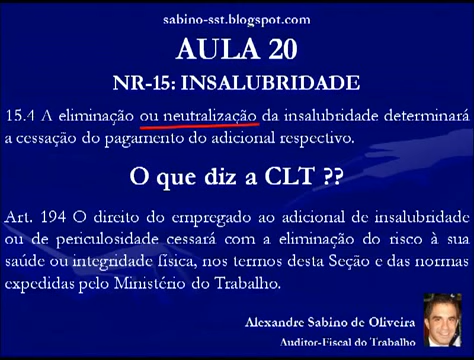 sabino-sst.blogspot.com
AULA 20
NR-15: INSALUBRIDADE
15.4 A eliminação ou neutralização da insalubridade determinará
a cessação do pagamento do adicional respectivo.
O que diz a CLT ??
Art. 194 O direito do empregado ao adicional de insalubridade
ou de periculosidade cessará com a eliminação do risco à sua
saúde ou integridade física, nos termos desta Seção e das normas
expedidas pelo Ministério do Trabalho.
Alexandre Sabino de Oliveira
Auditor-Fiscal do Trabalho